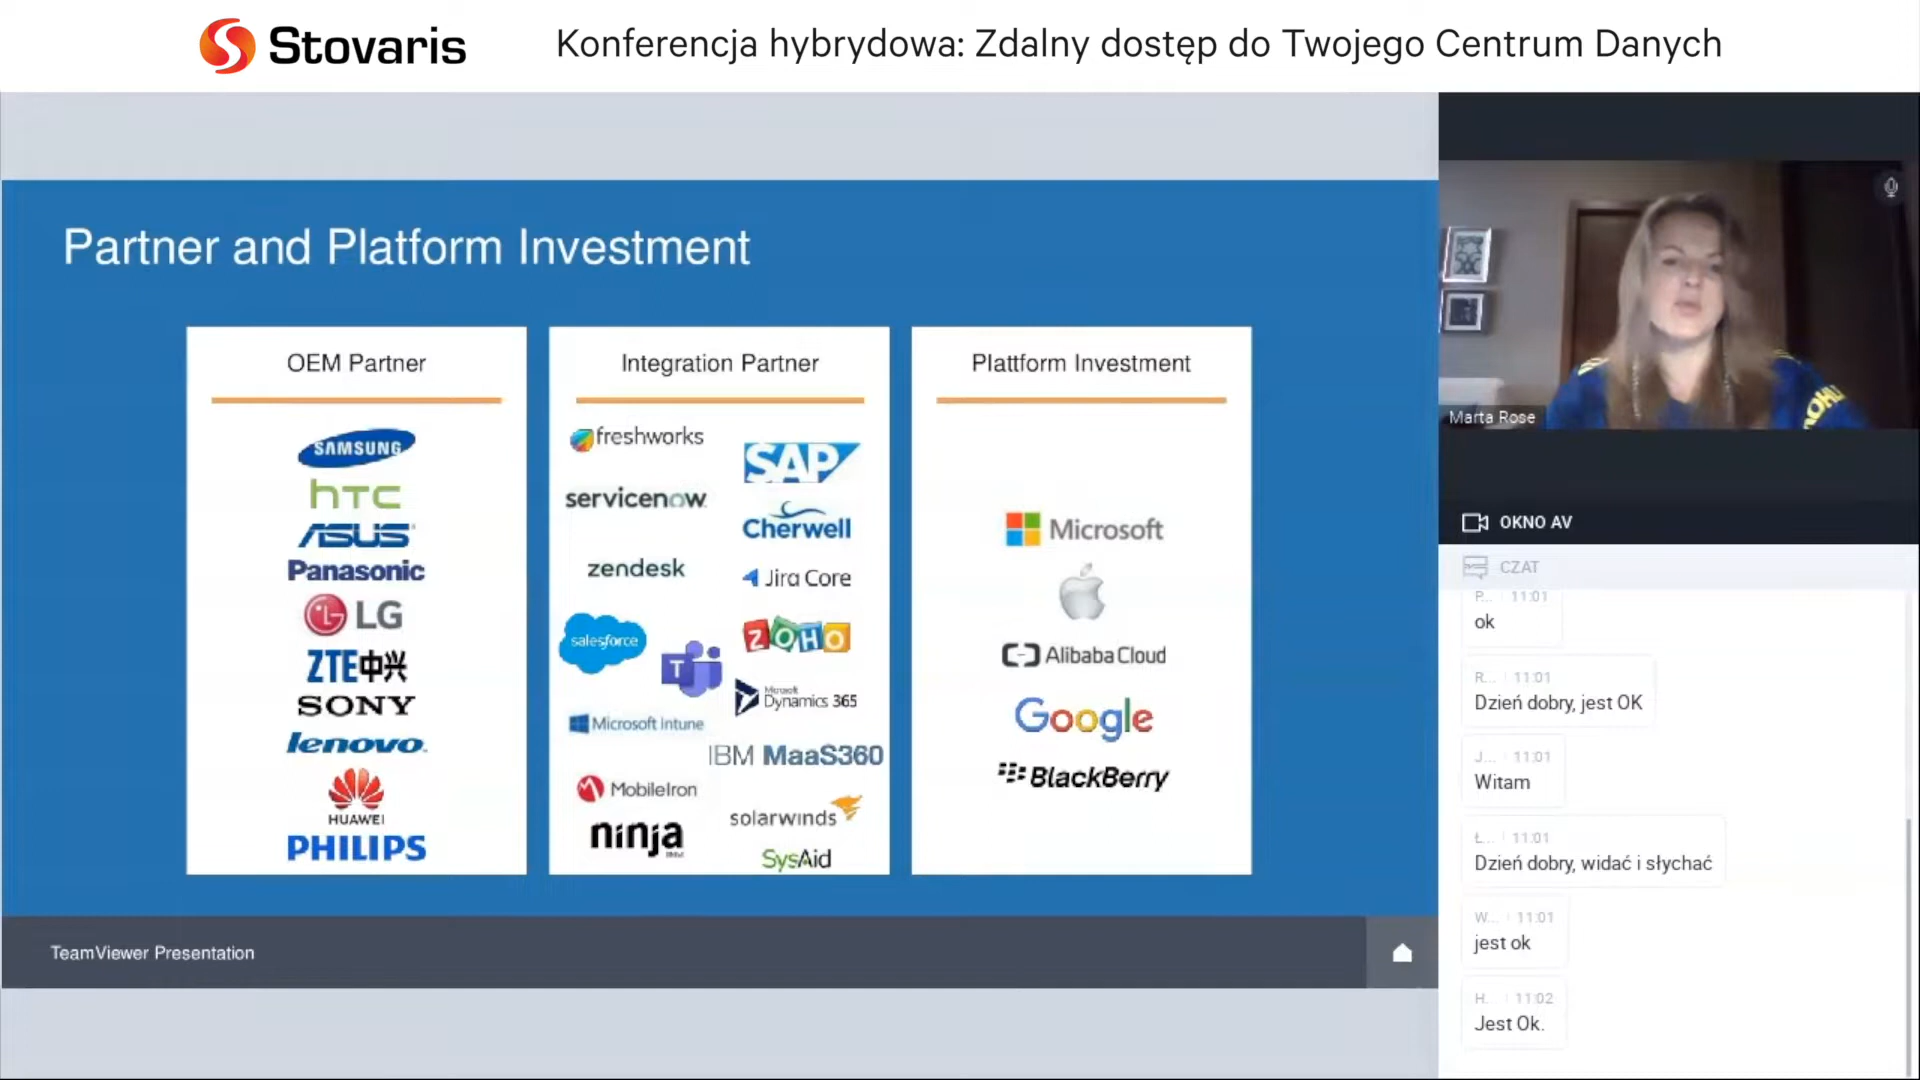 Stovaris
Konferencja hybrydowa: Zdalny dostęp do Twojego Centrum Danych
Partner and Platform Investment
OEM Partner
SAMSUNG
hTC
ASUS
Panasonic
LG
ZTE中兴
SONY
lenovo
HUAWEI
PHILIPS
Integration Partner
freshworks
SAP
servicenow
Cherwell
zendesk
Jira Core
salesforce
ZOHO
T
Microsoft
Dynamics 365
Microsoft Intune
IBM MaaS360
MobileIron
solarwinds
ninja
SysAid
Plattform Investment
Microsoft
Alibaba Cloud
Google
BlackBerry
TeamViewer Presentation
Marta Rose
OKNO AV
CZAT
P... 11:01
ok
R... 11:01
Dzień dobry, jest OK
J... 11:01
Witam
Ł... 11:01
Dzień dobry, widać i słychać
W... 11:01
jest ok
H... 11:02
Jest Ok.